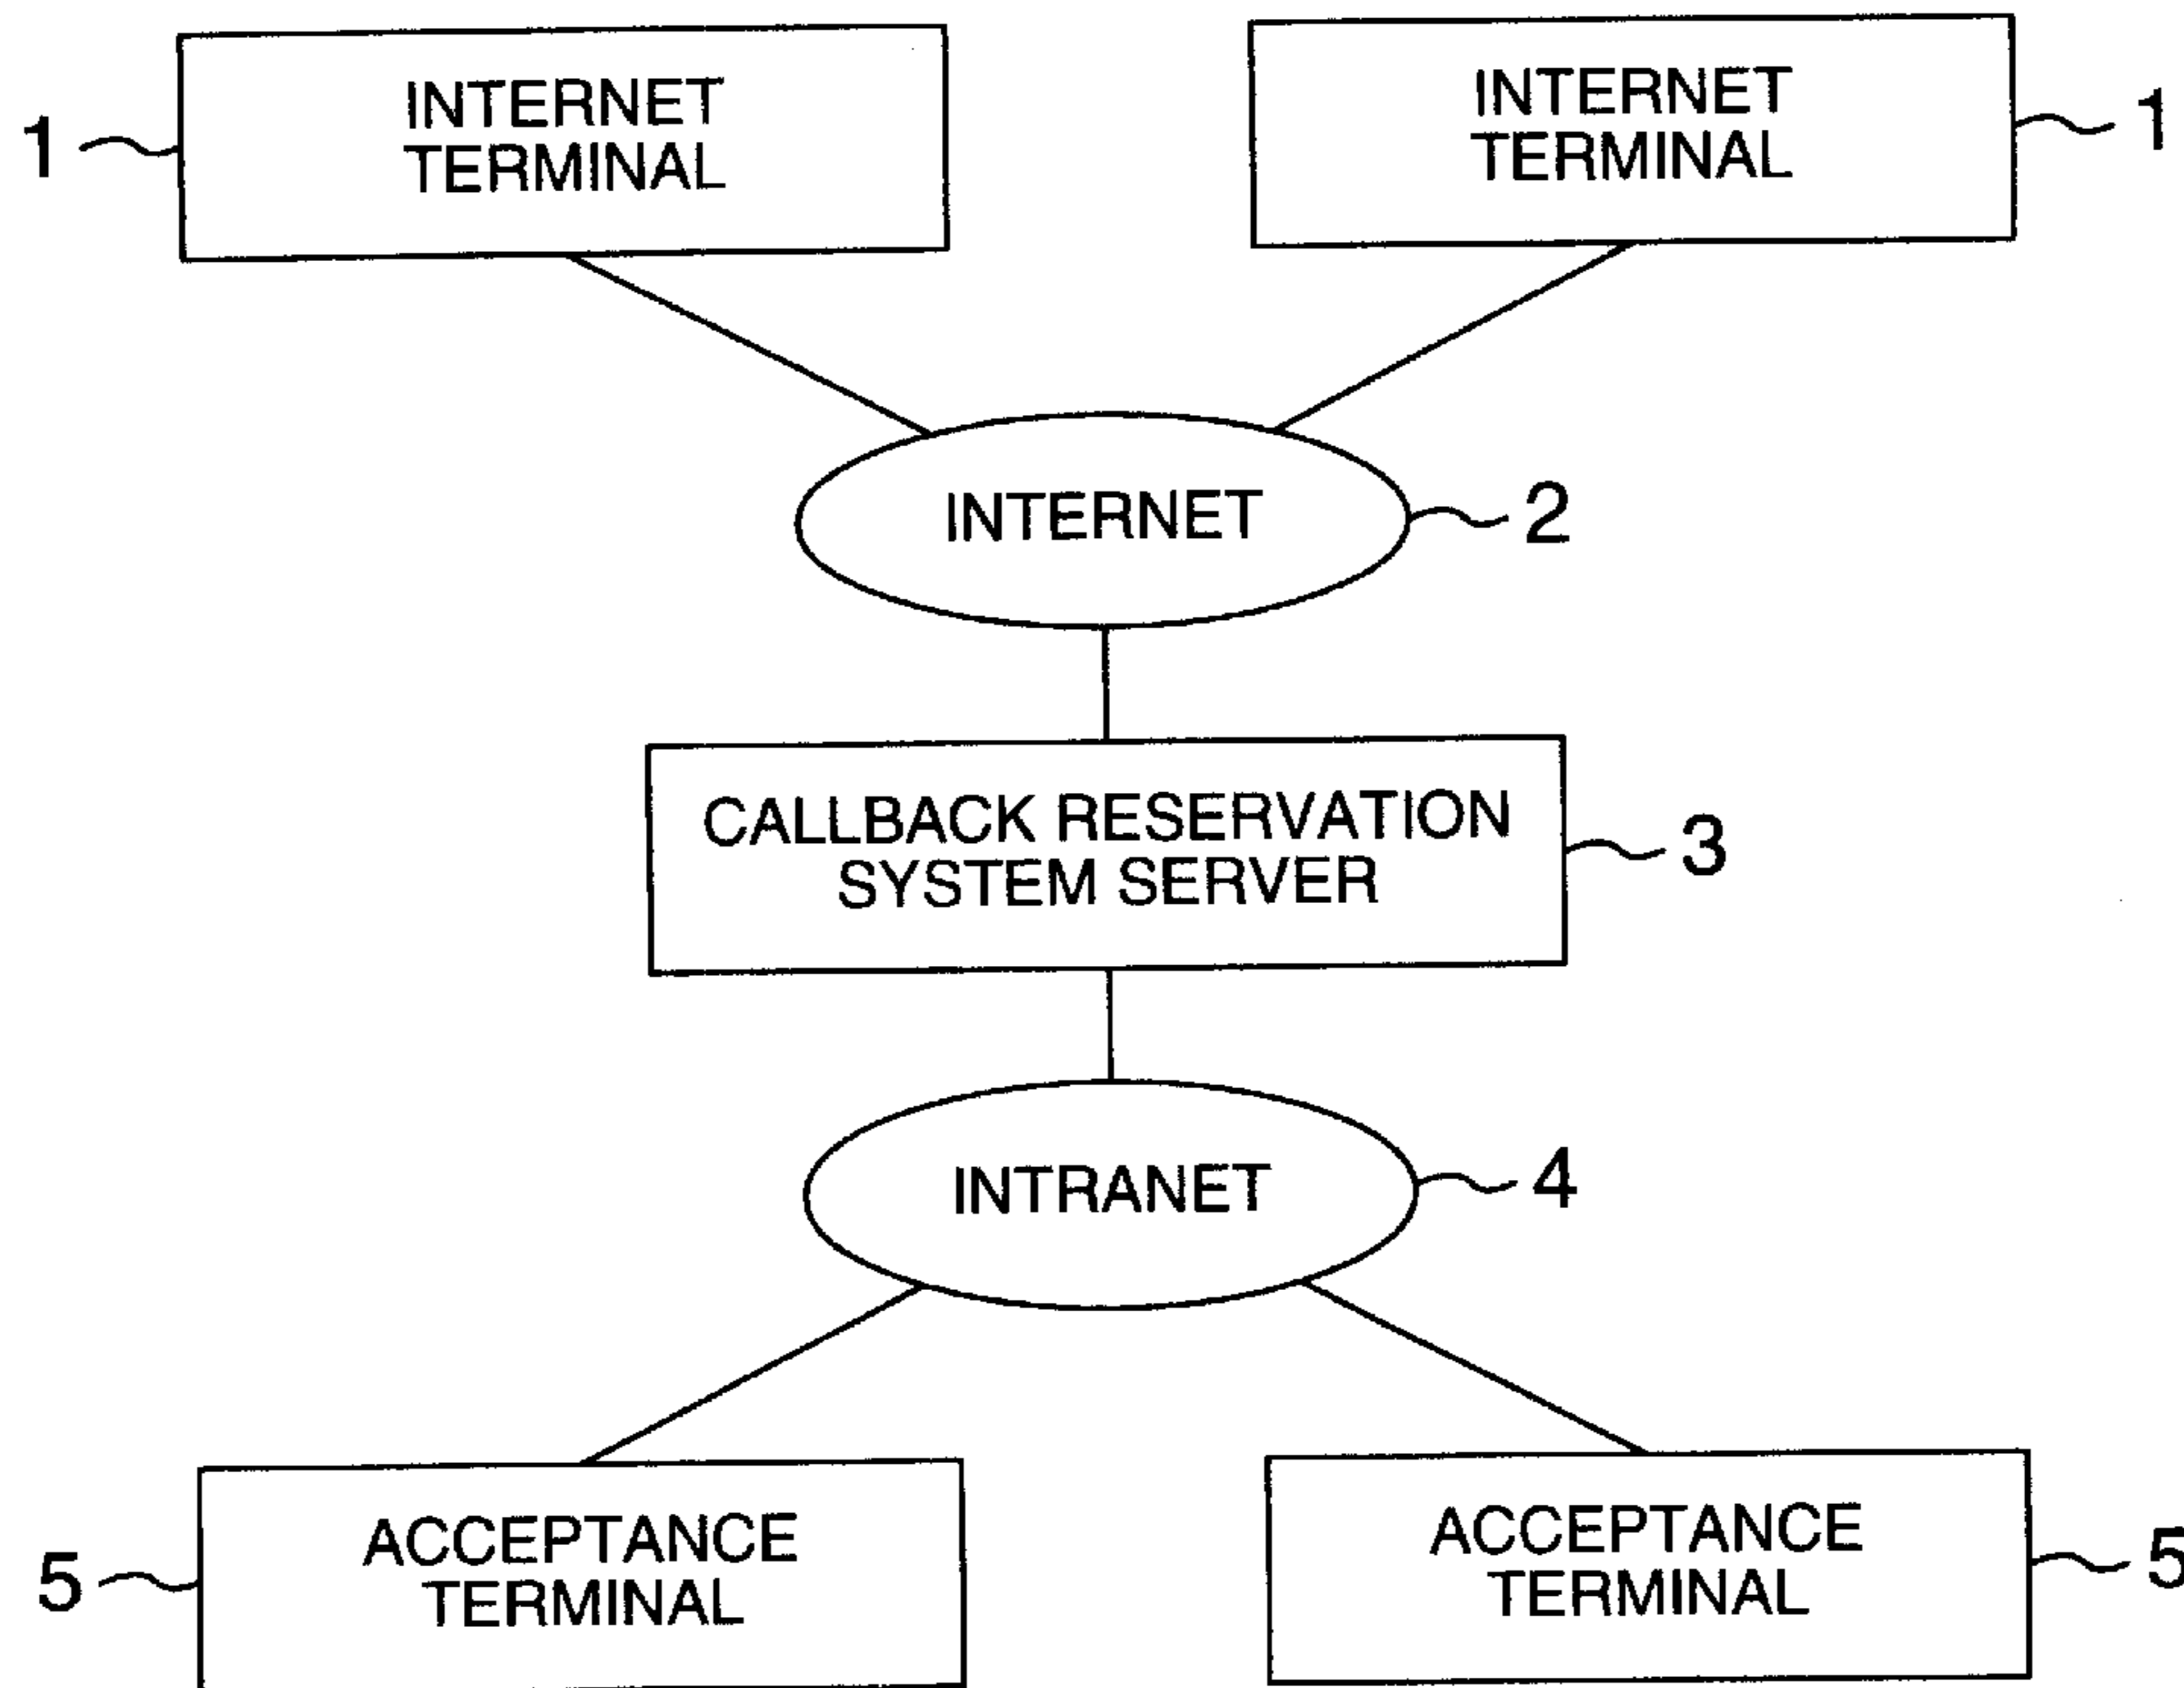 INTERNET
TERMINAL
1
INTERNET
TERMINAL
1
INTERNET
2
CALLBACK RESERVATION
SYSTEM SERVER
3
INTRANET
4
ACCEPTANCE
TERMINAL
5
ACCEPTANCE
TERMINAL
5